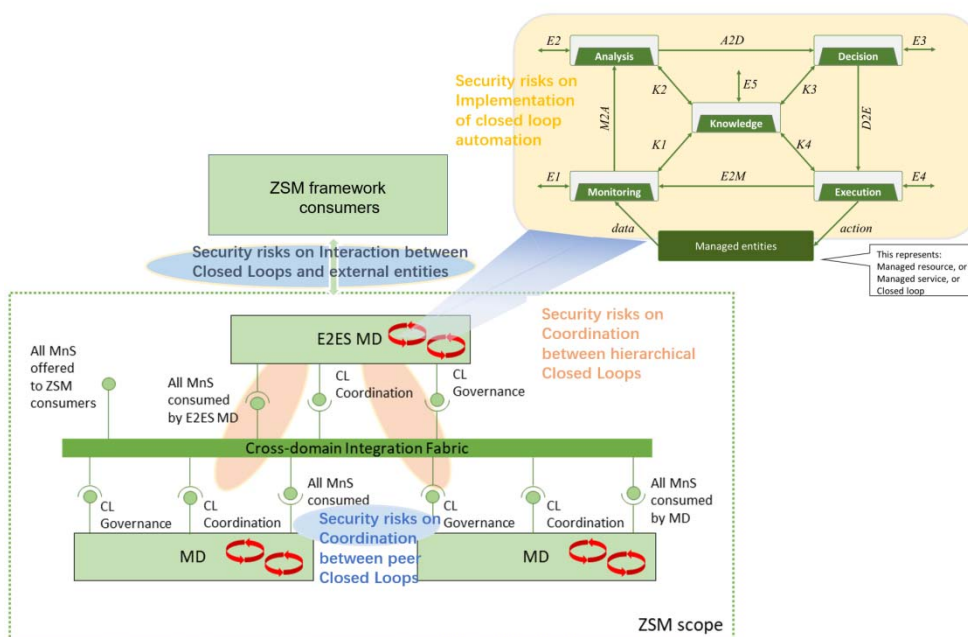 E2
Analysis
A2D
Decision
E3
Security risks on
Implementation
of closed loop
automation
M2A
K2
E5
K3
D2E
Knowledge
K1
K4
E1
Monitoring
E2M
Execution
E4
data
action
Managed entities
This represents:
Managed resource, or
Managed service, or
Closed loop
ZSM framework
consumers
Security risks on Interaction between
Closed Loops and external entities
E2ES MD
Security risks on
Coordination
between hierarchical
Closed Loops
All MnS
offered
to ZSM
consumers
All MnS
consumed
by E2ES MD
CL
Coordination
CL
Governance
Cross-domain Integration Fabric
CL
Governance
CL
Coordination
All MnS
consumed
CL
Governance
CL
Coordination
All MnS
consumed
by MD
MD
Security risks on
Coordination
between peer
Closed Loops
MD
ZSM scope